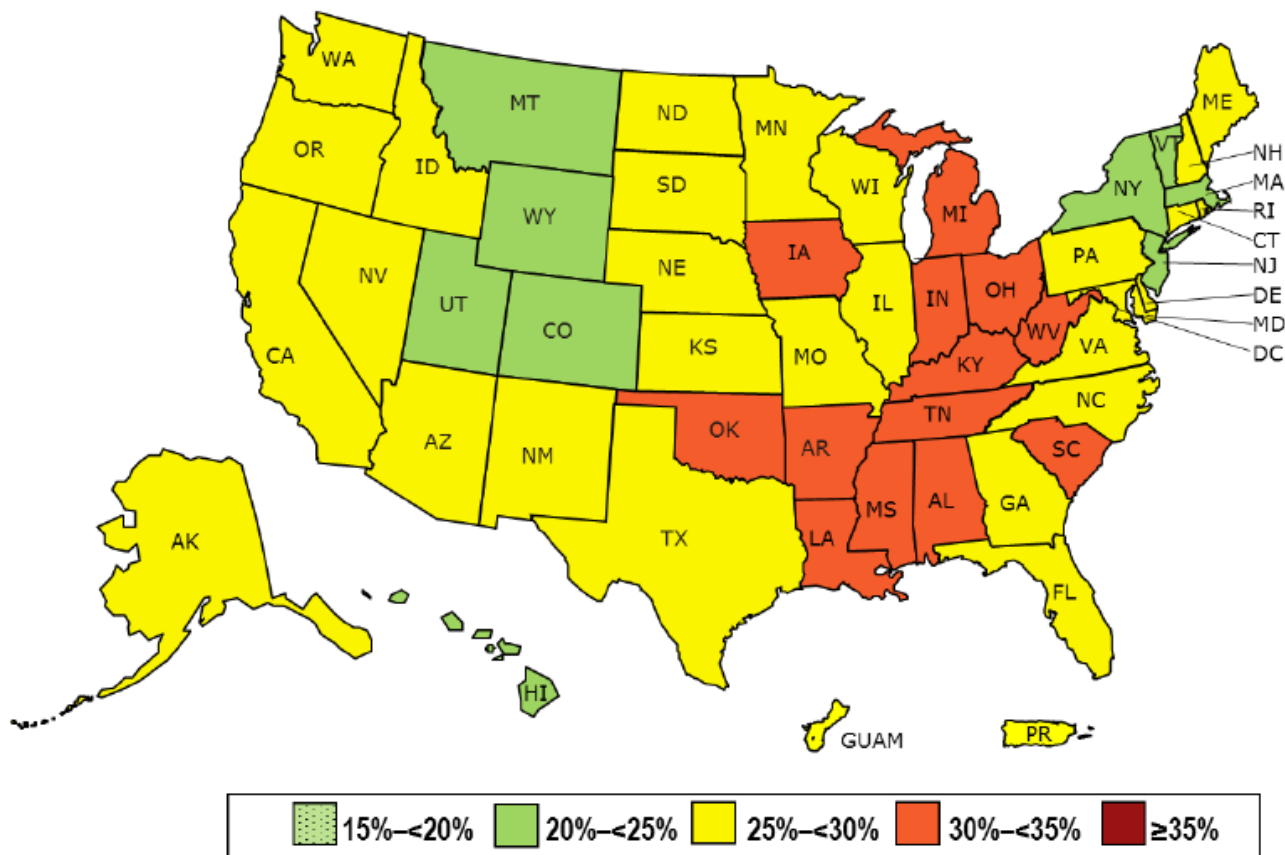 WA
MT
ND
MN
ME
OR
ID
SD
WI
VT
NH
NY
MA
WY
MI
RI
CT
IA
NE
PA
NJ
NV
UT
IL
IN
OH
DE
CO
WV
MD
CA
KS
MO
VA
DC
KY
NC
AZ
NM
OK
AR
TN
SC
MS
AL
GA
AK
TX
LA
FL
HI
GUAM
PR
15%–<20%
20%–<25%
25%–<30%
30%–<35%
≥35%